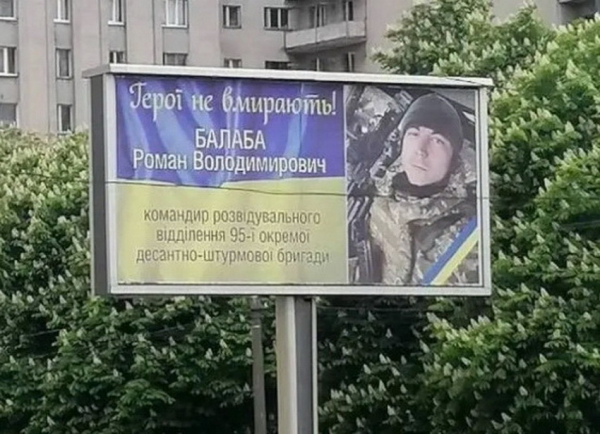 Герої не вмирають!
БАЛАБА
Роман Володимирович
командир розвідувального
відділення 95-ї окремої
десантно-штурмової бригади